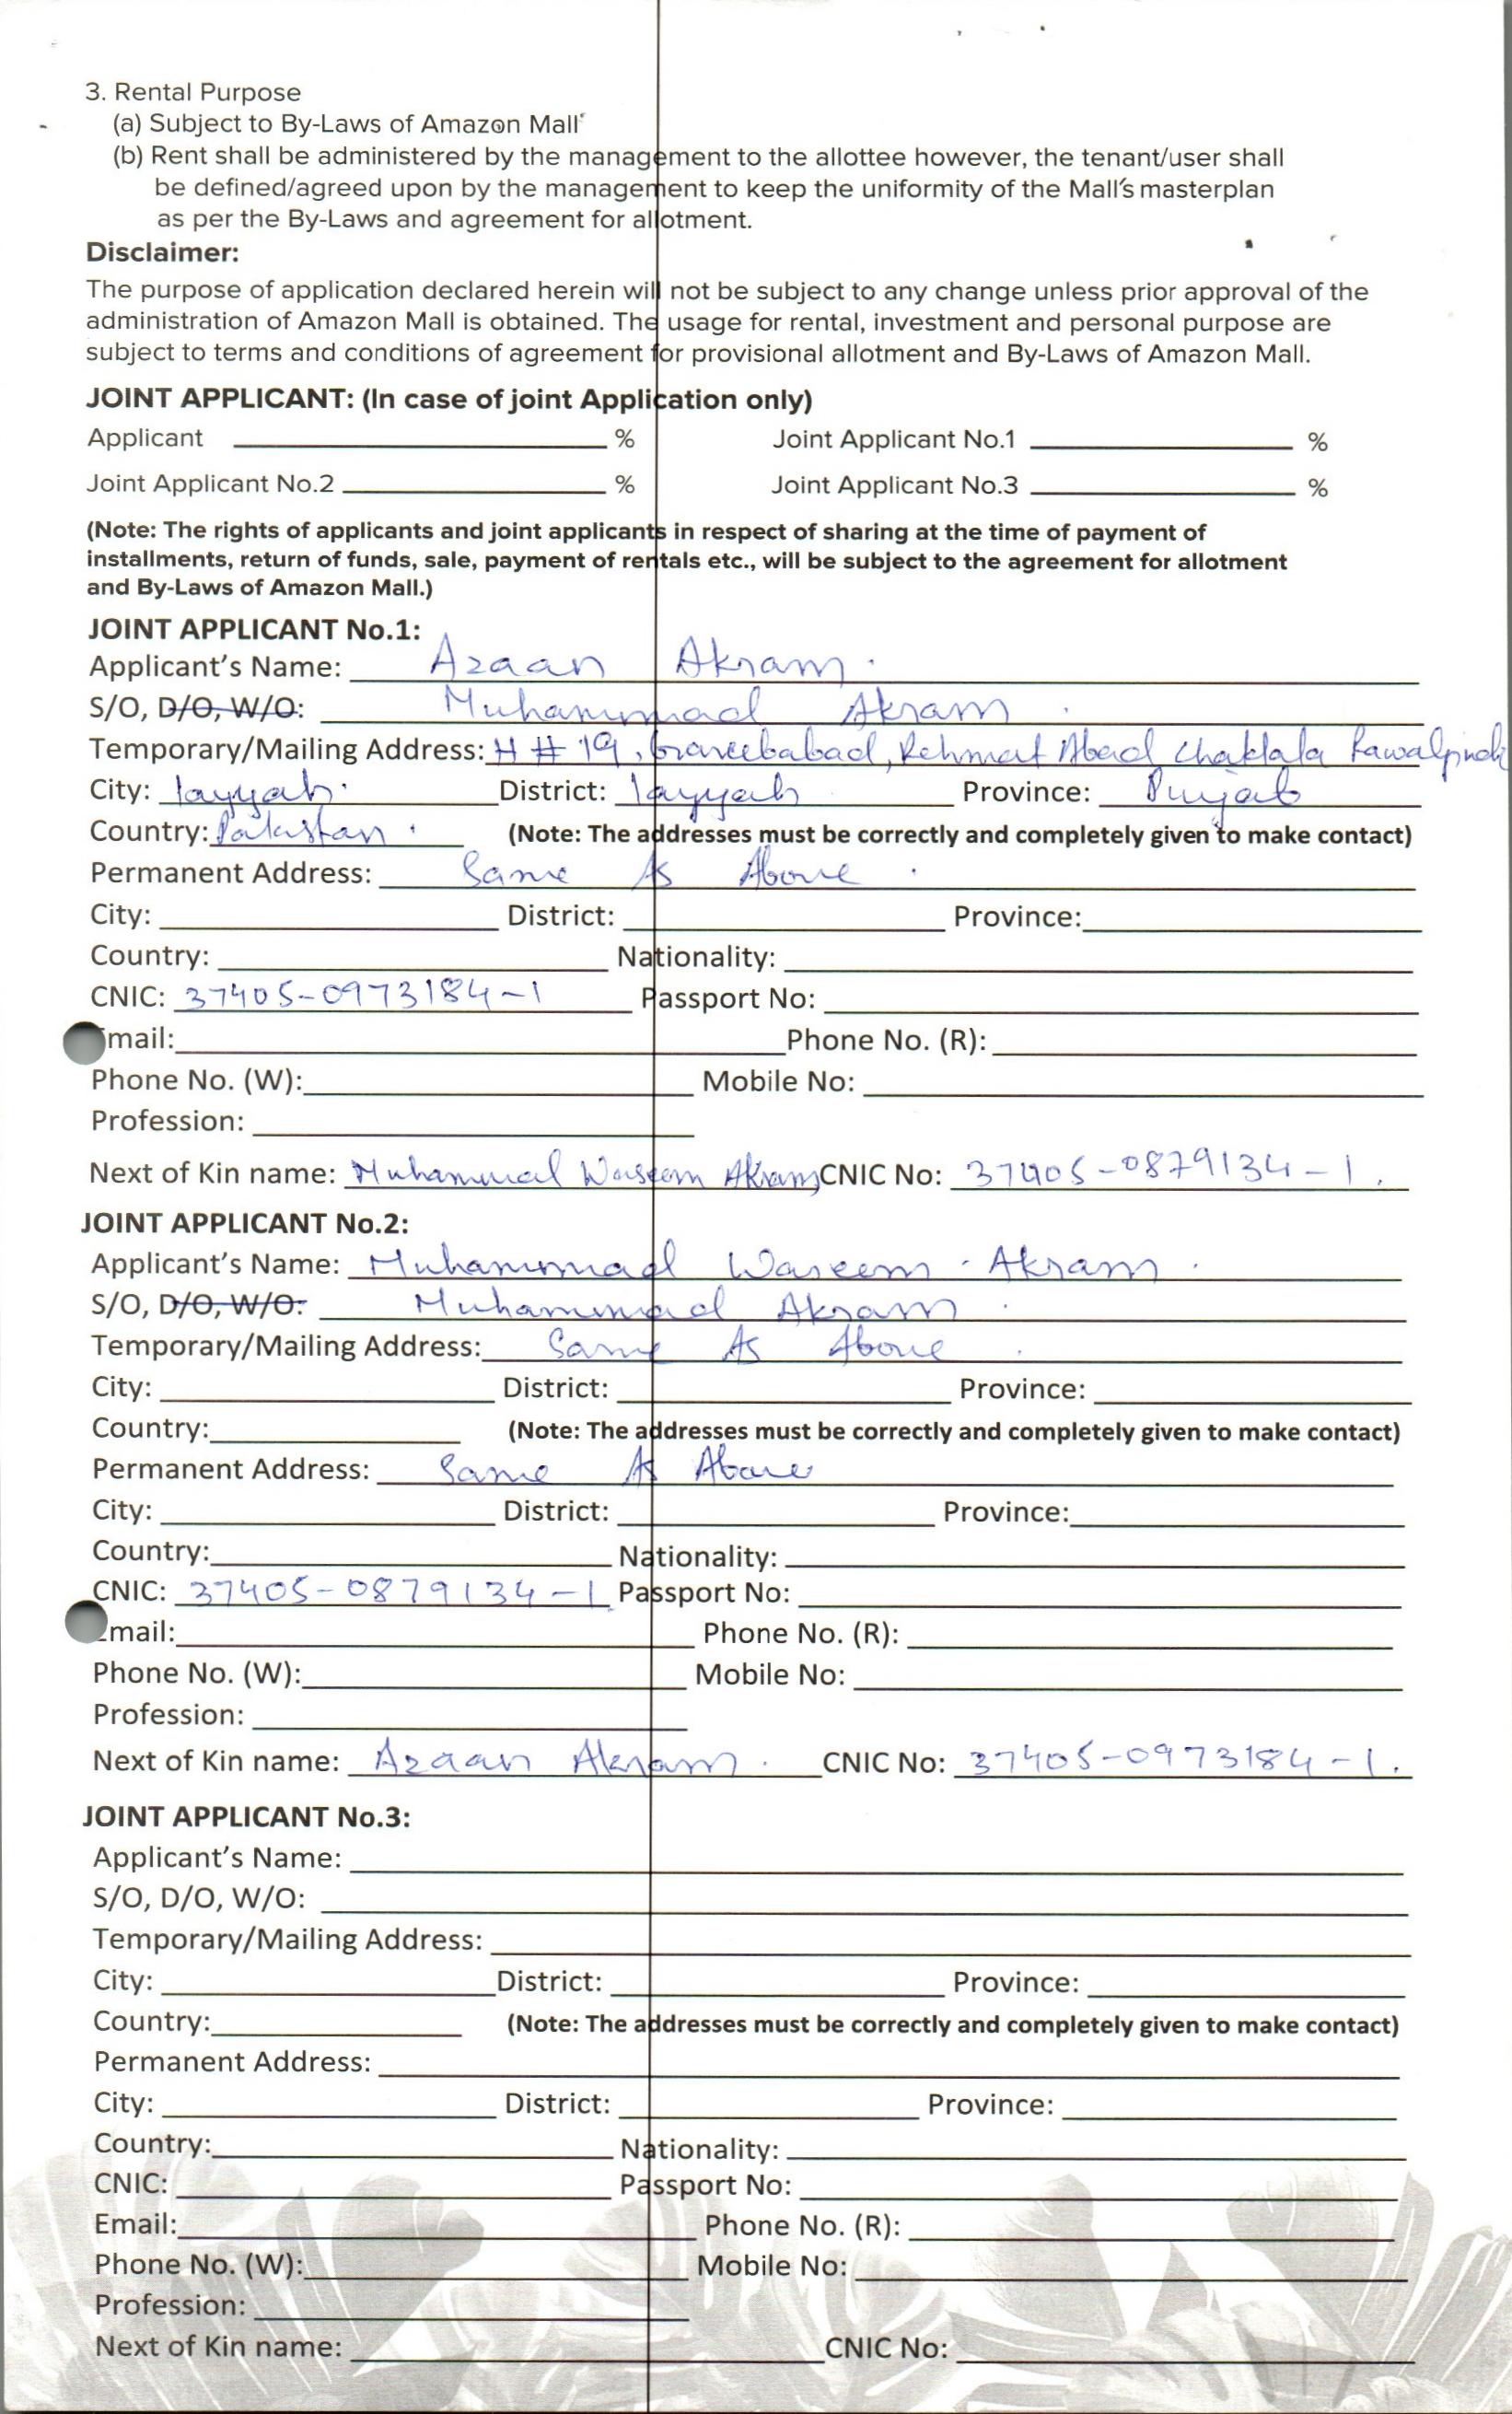 3. Rental Purpose
(a) Subject to By-Laws of Amazon Mall
(b) Rent shall be administered by the management to the allottee however, the tenant/user shall
be defined/agreed upon by the management to keep the uniformity of the Mall's masterplan
as per the By-Laws and agreement for allotment.
Disclaimer:
The purpose of application declared herein will not be subject to any change unless prior approval of the
administration of Amazon Mall is obtained. The usage for rental, investment and personal purpose are
subject to terms and conditions of agreement for provisional allotment and By-Laws of Amazon Mall.
JOINT APPLICANT: (In case of joint Application only)
Applicant % Joint Applicant No.1 %
Joint Applicant No.2 % Joint Applicant No.3 %
(Note: The rights of applicants and joint applicants in respect of sharing at the time of payment of
installments, return of funds, sale, payment of rentals etc., will be subject to the agreement for allotment
and By-Laws of Amazon Mall.)
JOINT APPLICANT No.1:
Applicant's Name: Azaan Akram.
S/O, D/O, W/O: Muhammad Akram.
Temporary/Mailing Address: H # 19, Rehmat Abad Chaklala Rawalpindi
City: layyah. District: layyah Province: Punjab
Country: Pakistan. (Note: The addresses must be correctly and completely given to make contact)
Permanent Address: Same As Above.
City: District: Province:
Country: Nationality:
CNIC: 37405-0973184-1 Passport No:
Email: Phone No. (R):
Phone No. (W): Mobile No:
Profession:
Next of Kin name: Muhammad Waseem Akram CNIC No: 37405-0879134-1.
JOINT APPLICANT No.2:
Applicant's Name: Muhammad Waseem Akram.
S/O, D/O, W/O: Muhammad Akram.
Temporary/Mailing Address: Same As Above.
City: District: Province:
Country: (Note: The addresses must be correctly and completely given to make contact)
Permanent Address: Same As Above
City: District: Province:
Country: Nationality:
CNIC: 37405-0879134-1. Passport No:
Email: Phone No. (R):
Phone No. (W): Mobile No:
Profession:
Next of Kin name: Azaan Akram. CNIC No: 37405-0973184-1.
JOINT APPLICANT No.3:
Applicant's Name:
S/O, D/O, W/O:
Temporary/Mailing Address:
City: District: Province:
Country: (Note: The addresses must be correctly and completely given to make contact)
Permanent Address:
City: District: Province:
Country: Nationality:
CNIC: Passport No:
Email: Phone No. (R):
Phone No. (W): Mobile No:
Profession:
Next of Kin name: CNIC No: